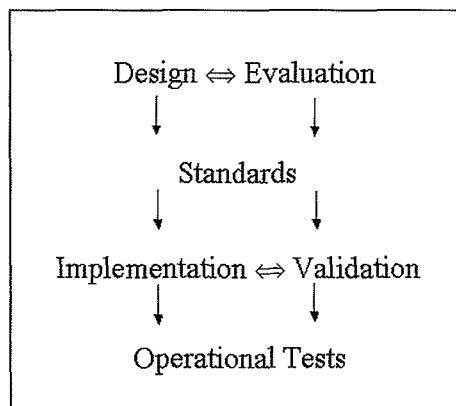 Design ⇔ Evaluation
Standards
Implementation ⇔ Validation
Operational Tests